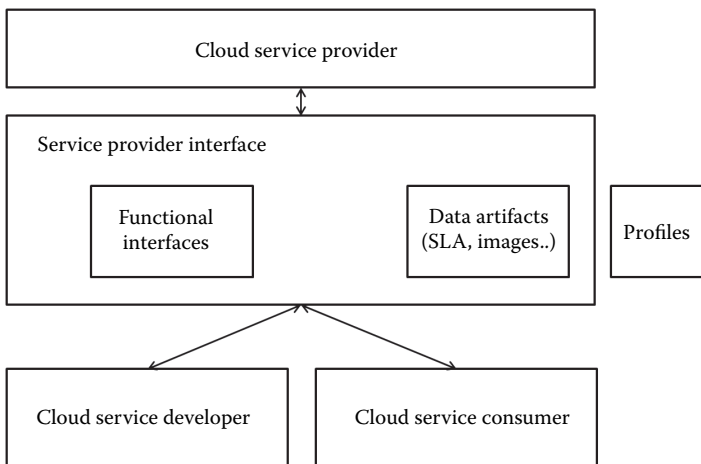 Cloud service provider
Service provider interface
Functional
interfaces
Data artifacts
(SLA, images..)
Profiles
Cloud service developer
Cloud service consumer